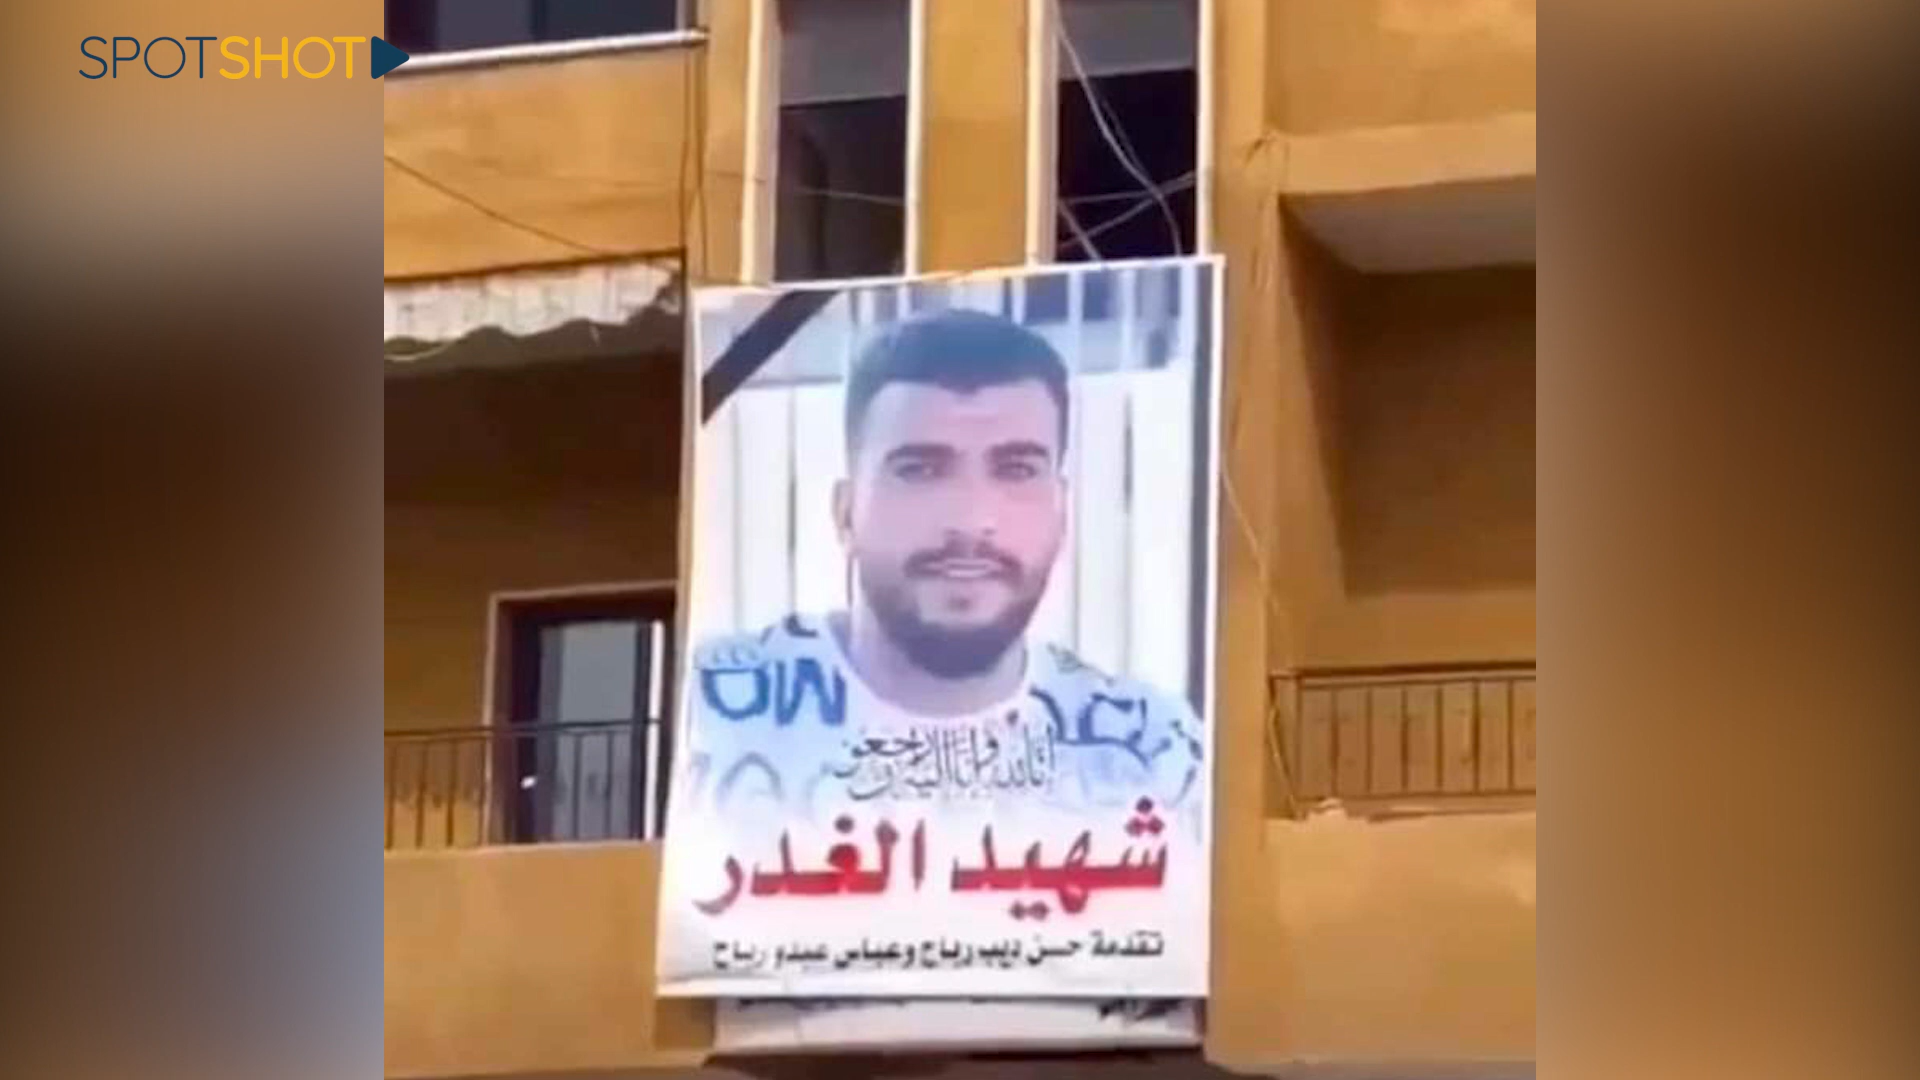 SPOTSHOT
إنا لله وإنا إليه راجعون
شهيد الغدر
تقدمة حسن ديب رباح وعباس عبدو رباح